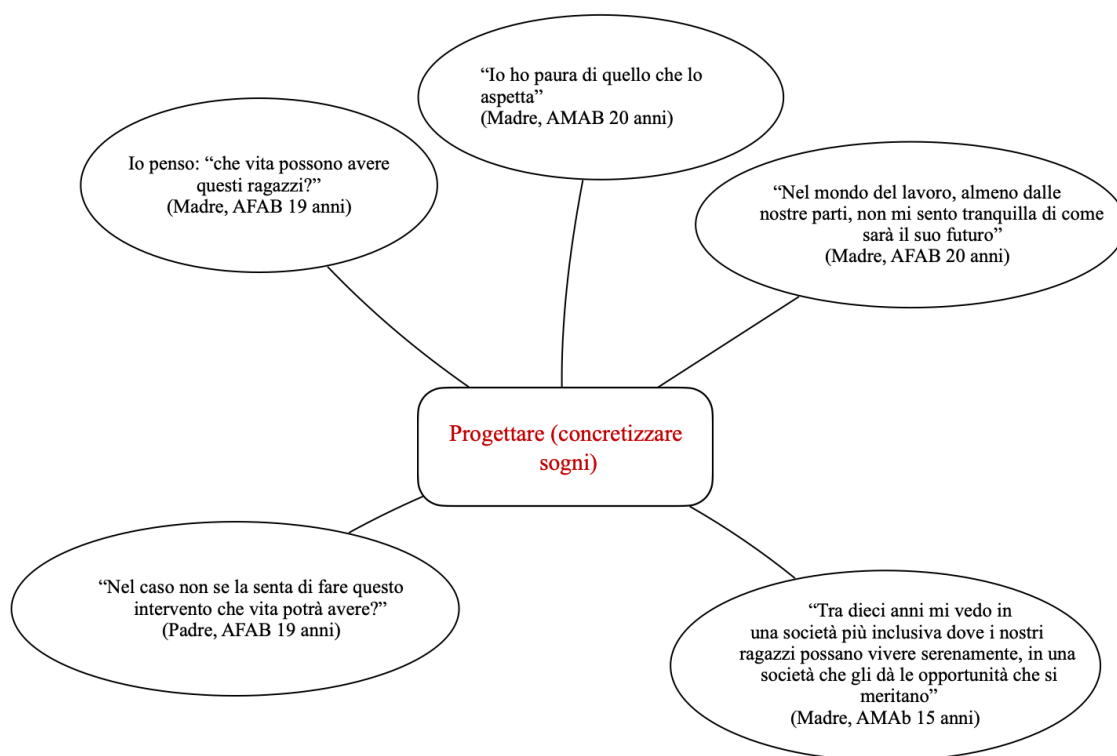 “Io ho paura di quello che lo
aspetta”
(Madre, AMAB 20 anni)
Io penso: “che vita possono avere
questi ragazzi?”
(Madre, AFAB 19 anni)
“Nel mondo del lavoro, almeno dalle
nostre parti, non mi sento tranquilla di come
sarà il suo futuro”
(Madre, AFAB 20 anni)
Progettare (concretizzare
sogni)
“Nel caso non se la senta di fare questo
intervento che vita potrà avere?”
(Padre, AFAB 19 anni)
“Tra dieci anni mi vedo in
una società più inclusiva dove i nostri
ragazzi possano vivere serenamente, in una
società che gli dà le opportunità che si
meritano”
(Madre, AMAb 15 anni)